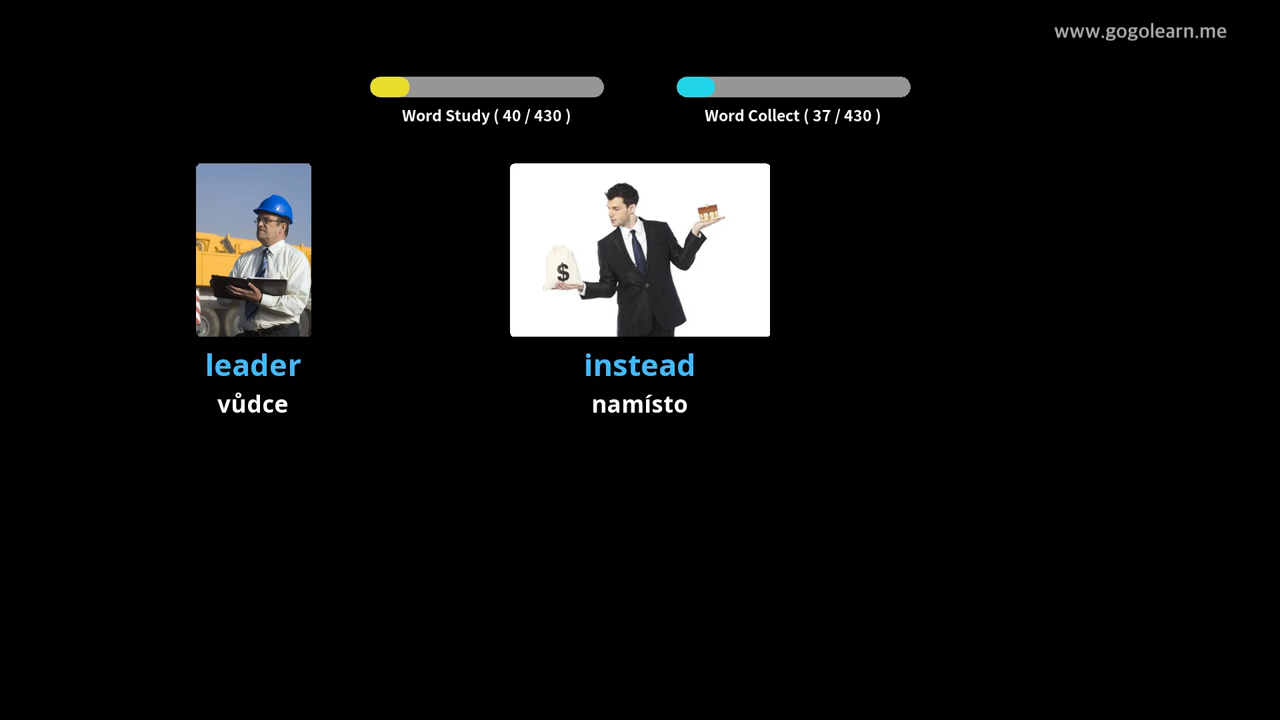 www.gogolearn.me
Word Study ( 40 / 430 )
Word Collect ( 37 / 430 )
$
leader
instead
vůdce
namísto